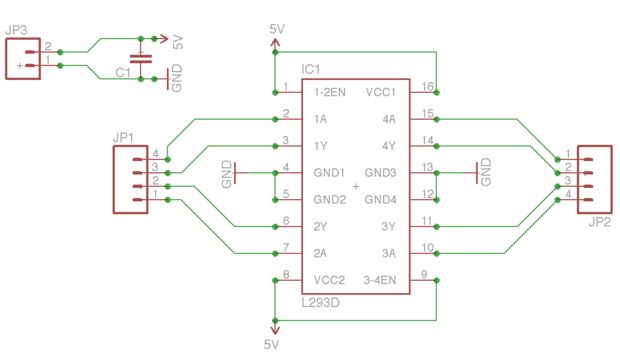 JP3
2
1
+
C1
5V
GND
5V
IC1
1 1-2EN VCC1 16
2 1A 4A 15
3 1Y 4Y 14
GND 4 GND1 GND3 13 GND
5 GND2 GND4 12
6 2Y 3Y 11
7 2A 3A 10
8 VCC2 3-4EN 9
L293D
5V
JP1
4
3
2
1
1
2
3
4
JP2